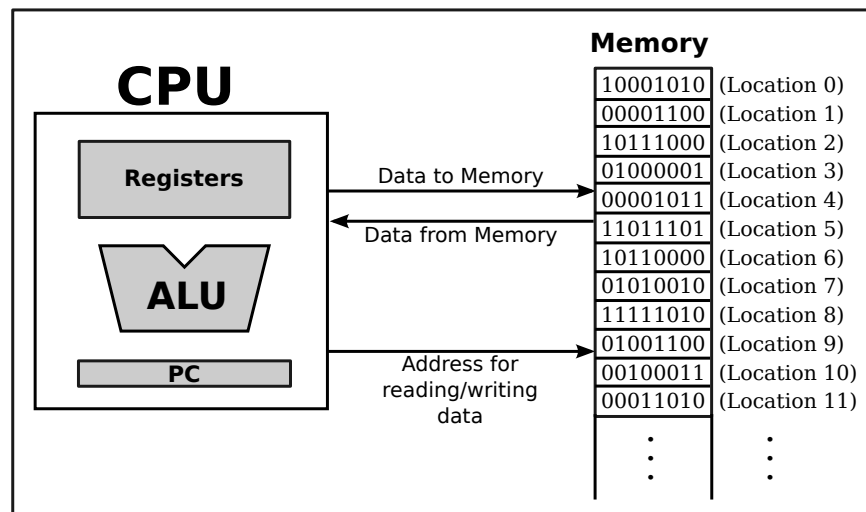 CPU
Registers
ALU
PC
Data to Memory
Data from Memory
Address for
reading/writing
data
Memory
10001010 (Location 0)
00001100 (Location 1)
10111000 (Location 2)
01000001 (Location 3)
00001011 (Location 4)
11011101 (Location 5)
10110000 (Location 6)
01010010 (Location 7)
11111010 (Location 8)
01001100 (Location 9)
00100011 (Location 10)
00011010 (Location 11)